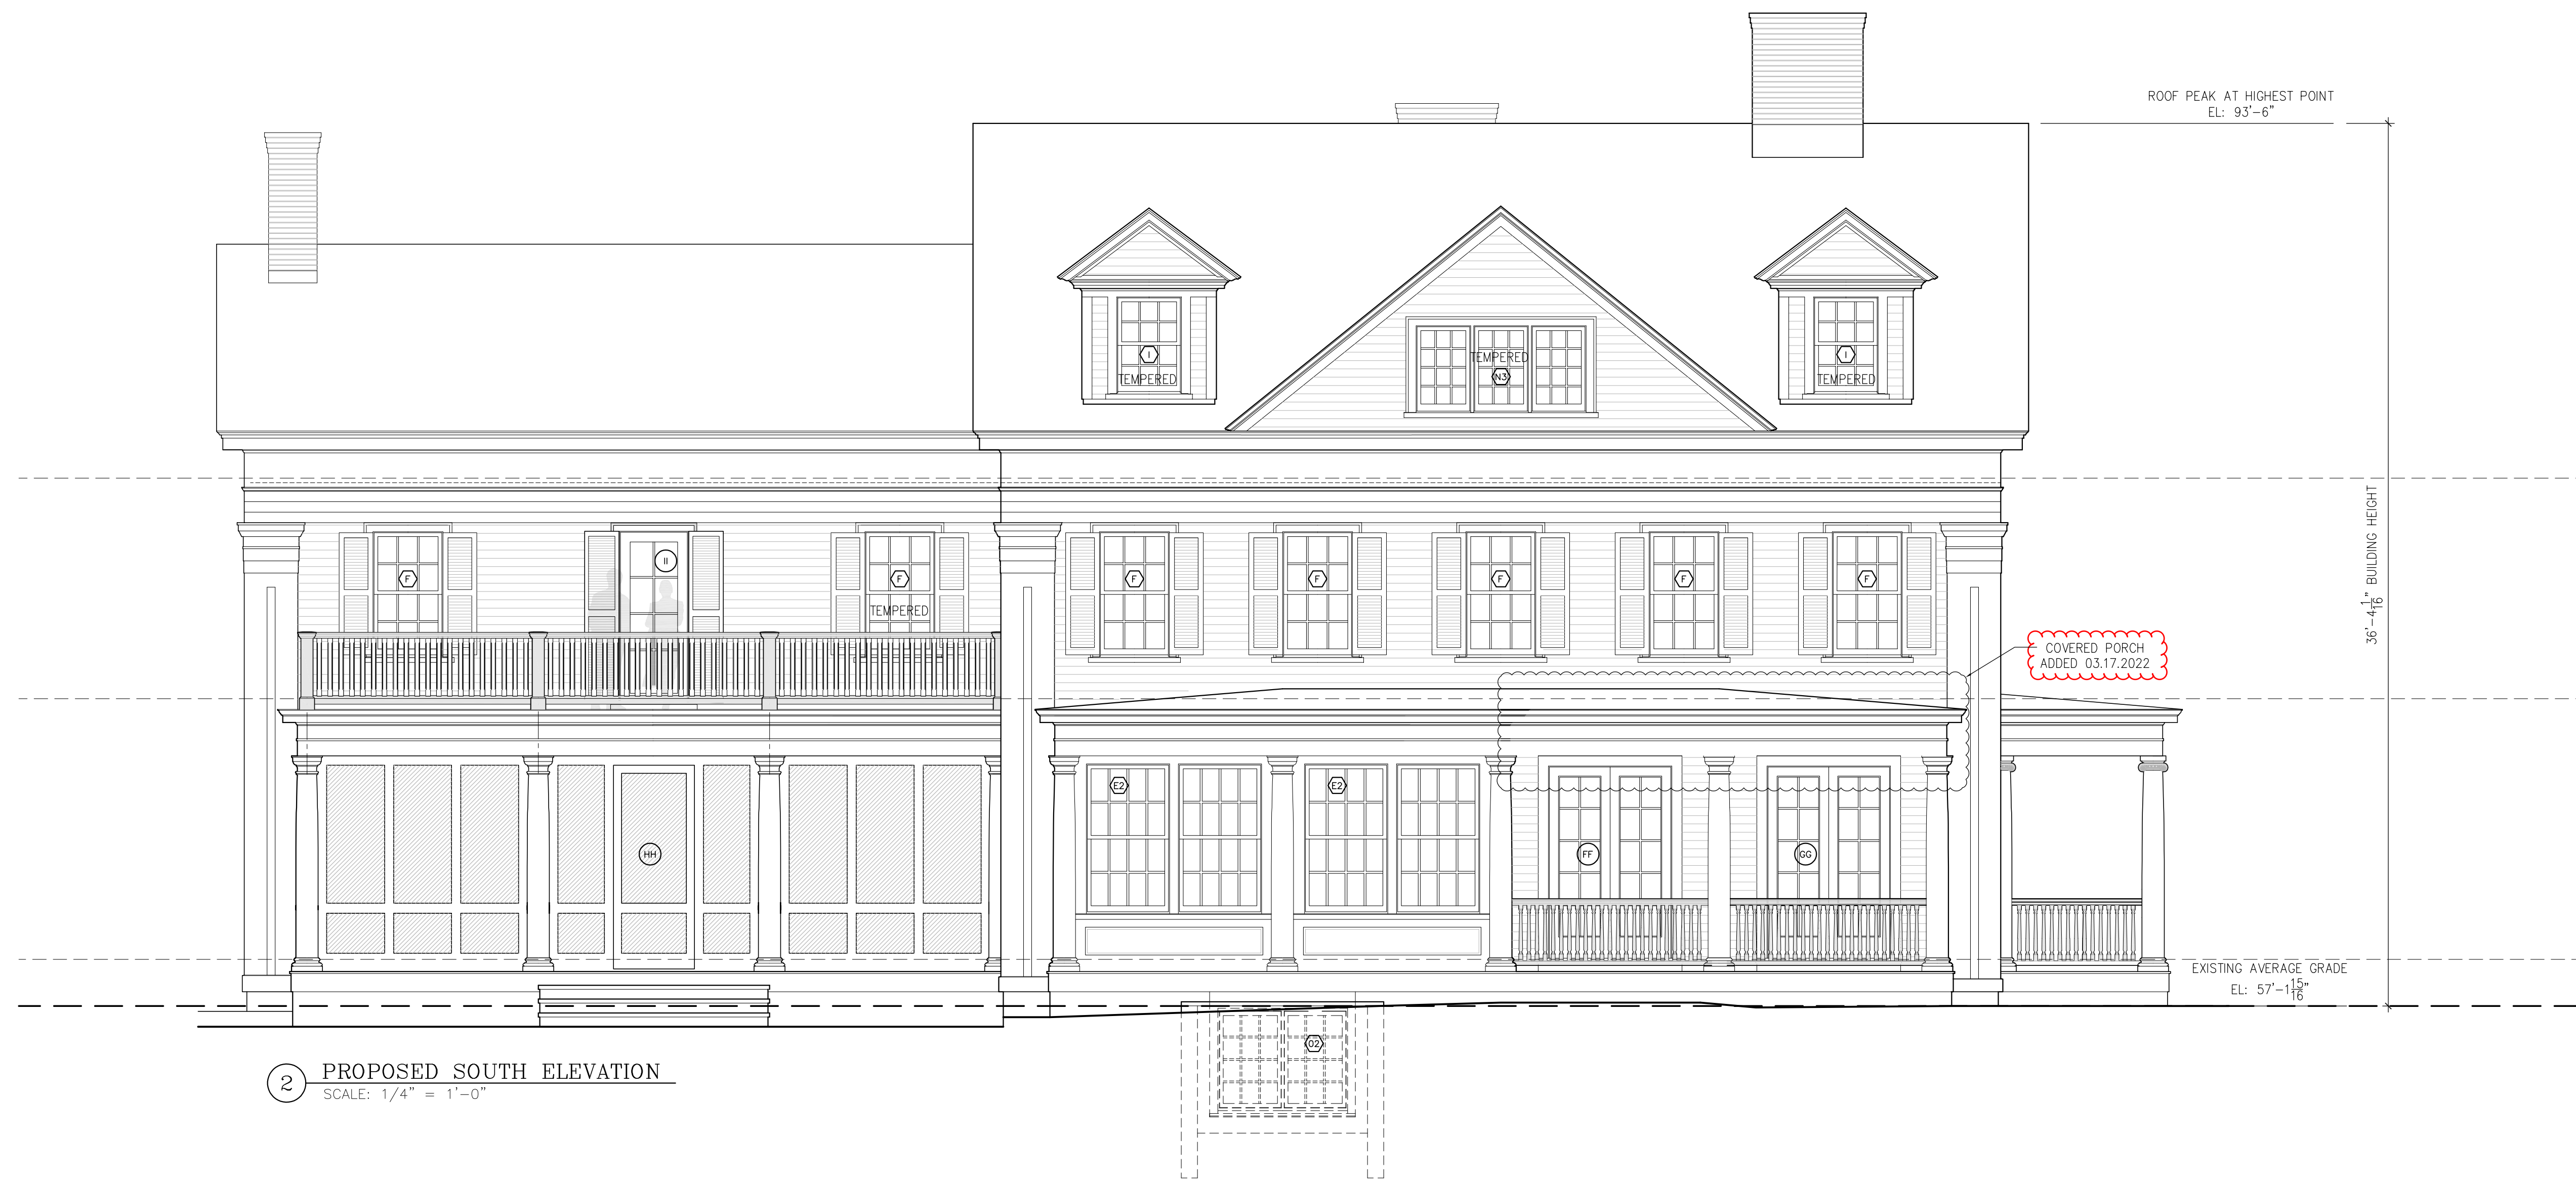 ROOF PEAK AT HIGHEST POINT
EL: 93'-6"
I
TEMPERED
TEMPERED
N3
I
TEMPERED
II
F
F
TEMPERED
F
F
F
F
F
36'-4 1/16" BUILDING HEIGHT
COVERED PORCH
ADDED 03.17.2022
E2
E2
HH
FF
GG
EXISTING AVERAGE GRADE
EL: 57'-1 15/16"
O2
2
PROPOSED SOUTH ELEVATION
SCALE: 1/4" = 1'-0"